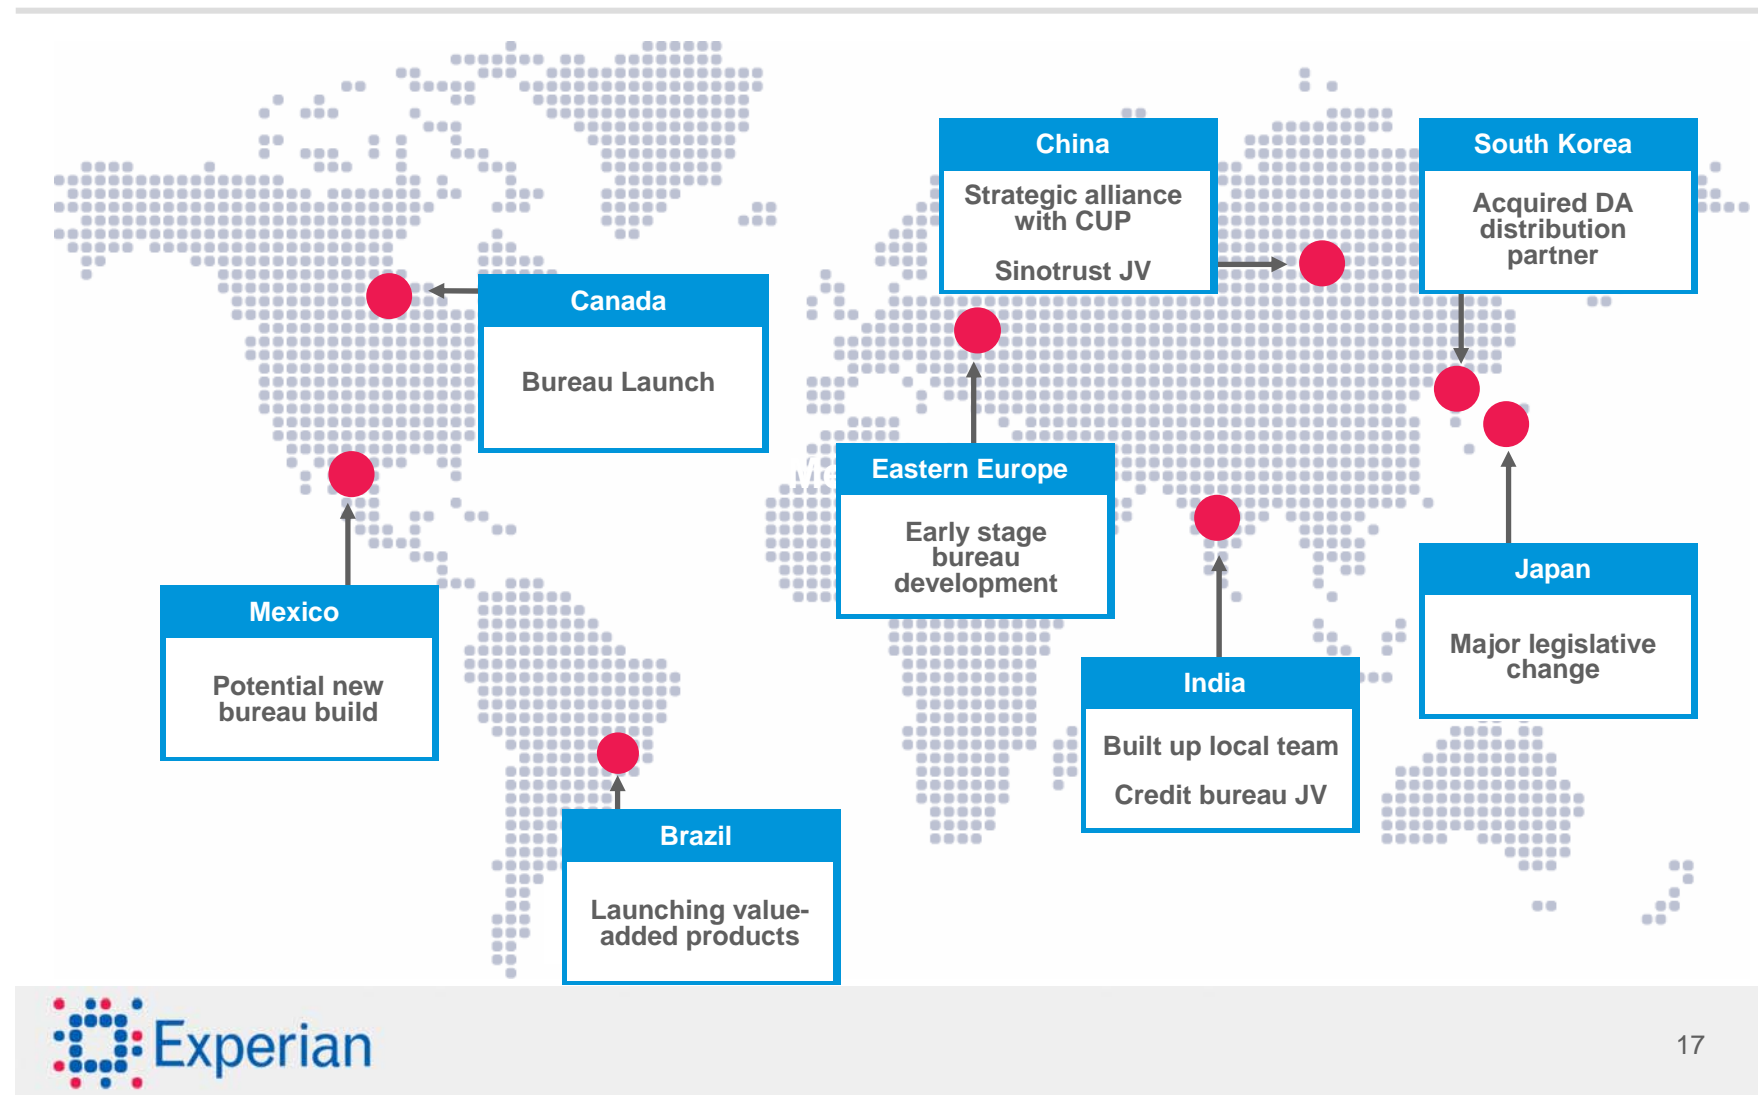 China
Strategic alliance
with CUP
Sinotrust JV
South Korea
Acquired DA
distribution
partner
Canada
Bureau Launch
Eastern Europe
Early stage
bureau
development
Mexico
Potential new
bureau build
Japan
Major legislative
change
India
Built up local team
Credit bureau JV
Brazil
Launching value-
added products
Experian
17